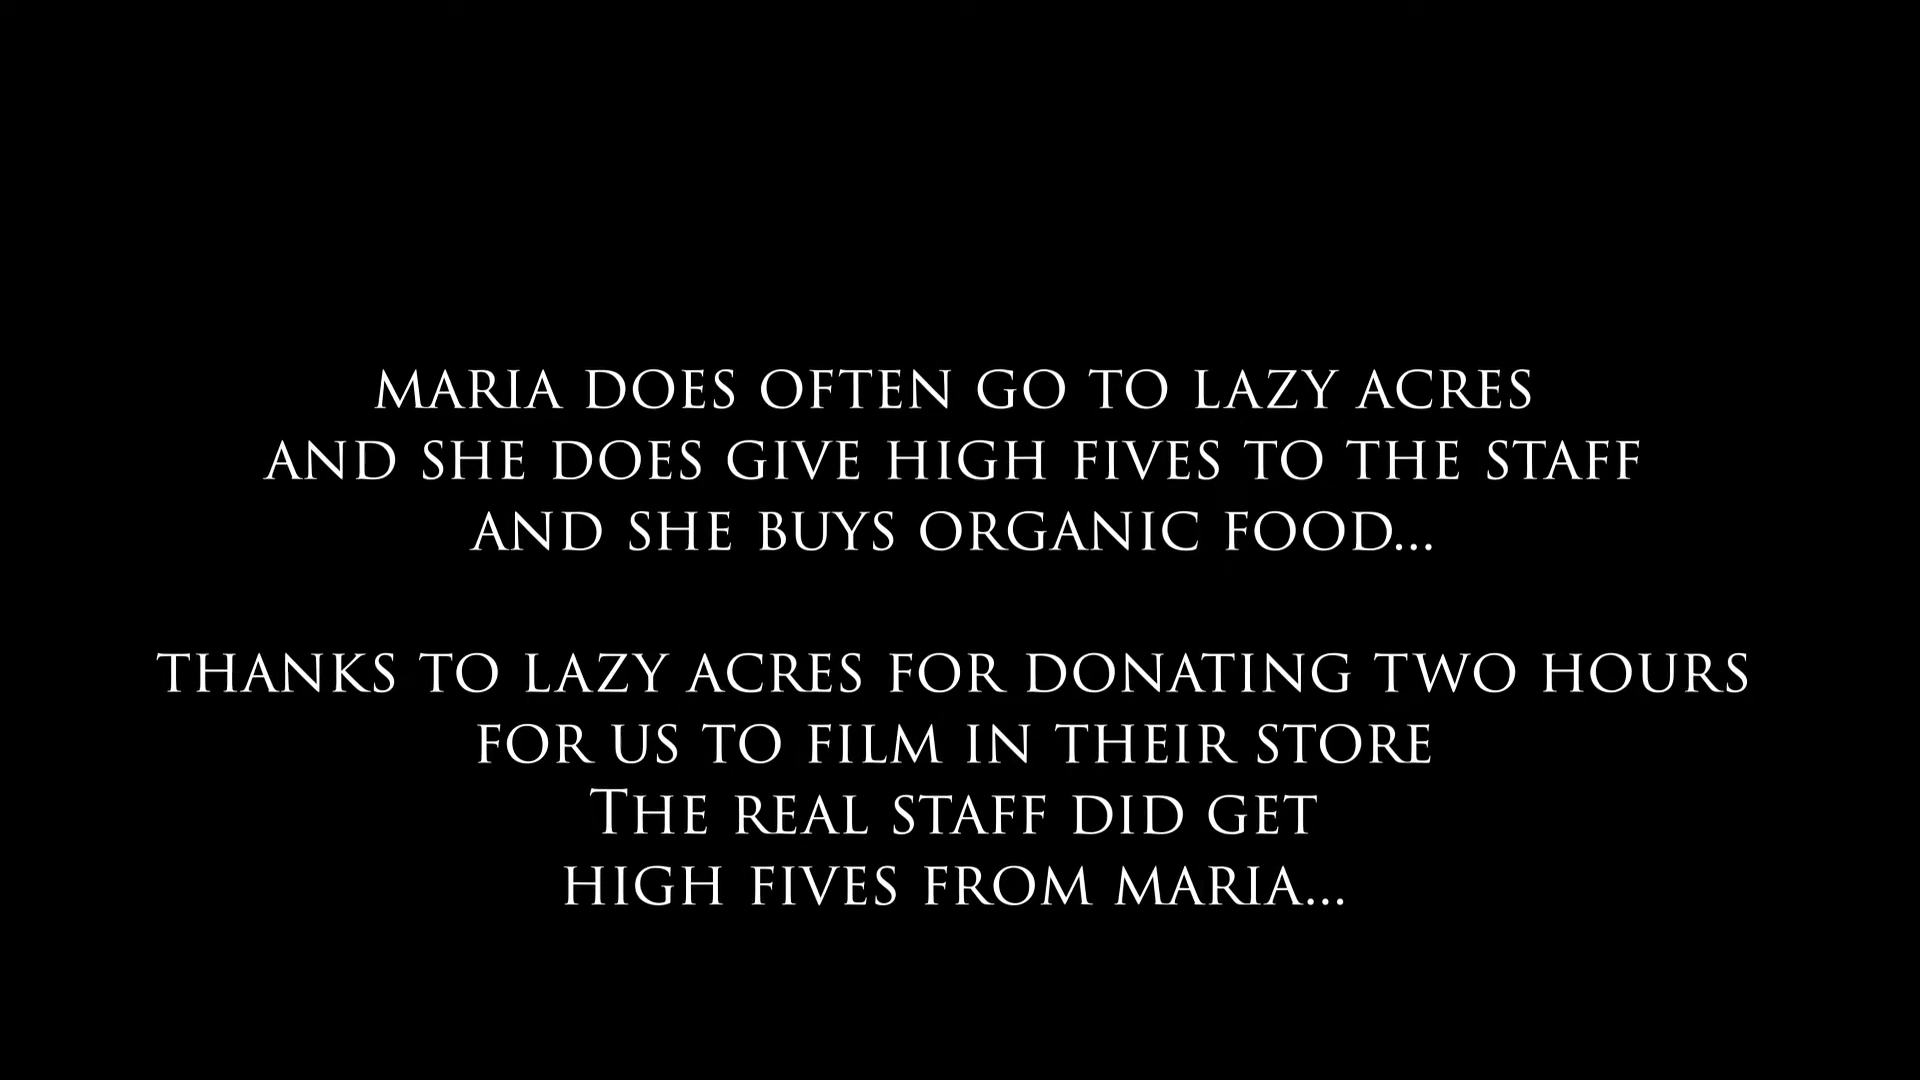 MARIA DOES OFTEN GO TO LAZY ACRES
AND SHE DOES GIVE HIGH FIVES TO THE STAFF
AND SHE BUYS ORGANIC FOOD...
THANKS TO LAZY ACRES FOR DONATING TWO HOURS
FOR US TO FILM IN THEIR STORE
THE REAL STAFF DID GET
HIGH FIVES FROM MARIA...